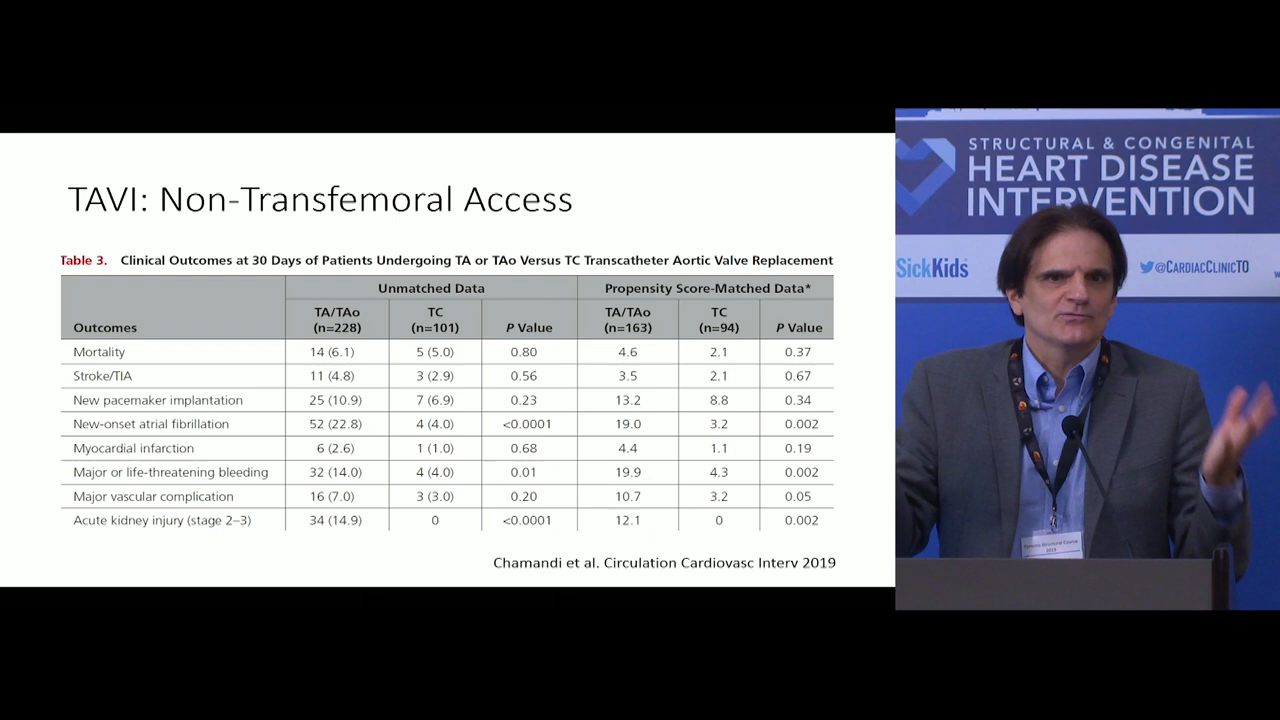 TAVI: Non-Transfemoral Access
Table 3. Clinical Outcomes at 30 Days of Patients Undergoing TA or TAo Versus TC Transcatheter Aortic Valve Replacement
Unmatched Data Propensity Score-Matched Data*
Outcomes TA/TAo (n=228) TC (n=101) P Value TA/TAo (n=163) TC (n=94) P Value
Mortality 14 (6.1) 5 (5.0) 0.80 4.6 2.1 0.37
Stroke/TIA 11 (4.8) 3 (2.9) 0.56 3.5 2.1 0.67
New pacemaker implantation 25 (10.9) 7 (6.9) 0.23 13.2 8.8 0.34
New-onset atrial fibrillation 52 (22.8) 4 (4.0) <0.0001 19.0 3.2 0.002
Myocardial infarction 6 (2.6) 1 (1.0) 0.68 4.4 1.1 0.19
Major or life-threatening bleeding 32 (14.0) 4 (4.0) 0.01 19.9 4.3 0.002
Major vascular complication 16 (7.0) 3 (3.0) 0.20 10.7 3.2 0.05
Acute kidney injury (stage 2–3) 34 (14.9) 0 <0.0001 12.1 0 0.002
Chamandi et al. Circulation Cardiovasc Interv 2019
STRUCTURAL & CONGENITAL
HEART DISEASE
INTERVENTION
SickKids
@CARDIACCLINICTO
Structural Course
2019